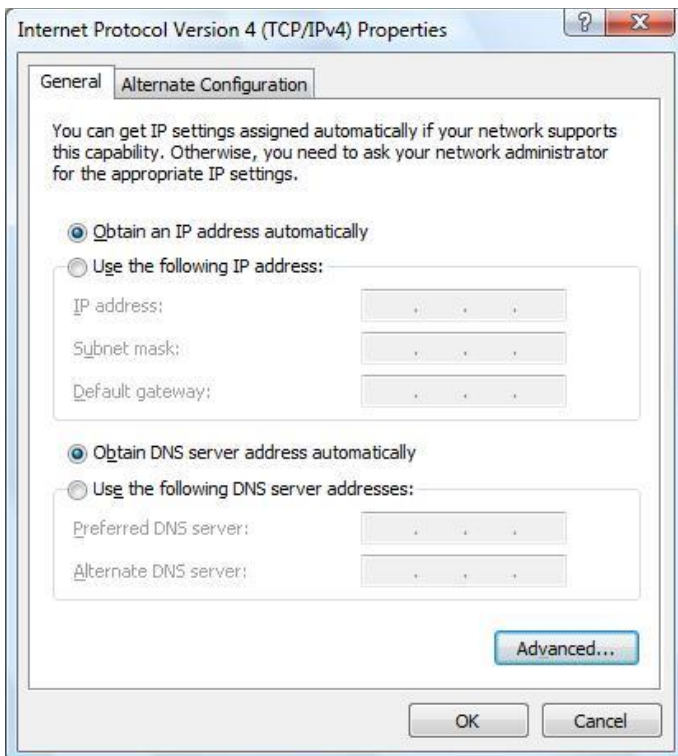 Internet Protocol Version 4 (TCP/IPv4) Properties
?
X
General
Alternate Configuration
You can get IP settings assigned automatically if your network supports
this capability. Otherwise, you need to ask your network administrator
for the appropriate IP settings.
Obtain an IP address automatically
Use the following IP address:
IP address:
. . .
Subnet mask:
. . .
Default gateway:
. . .
Obtain DNS server address automatically
Use the following DNS server addresses:
Preferred DNS server:
. . .
Alternate DNS server:
. . .
Advanced...
OK
Cancel